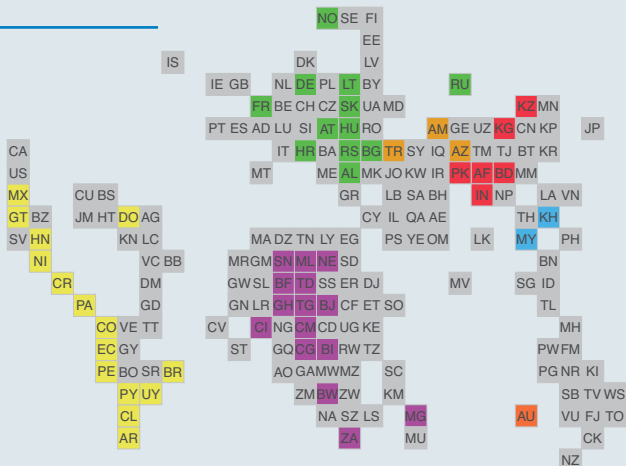 NO SE FI
EE
IS DK LV
IE GB NL DE PL LT BY RU
FR BE CH CZ SK UA MD KZ MN
PT ES AD LU SI AT HU RO AM GE UZ KG CN KP JP
CA IT HR BA RS BG TR SY IQ AZ TM TJ BT KR
US MT ME AL MK JO KW IR PK AF BD MM
MX CU BS GR LB SA BH IN NP LA VN
GT BZ JM HT DO AG CY IL QA AE TH KH
SV HN KN LC MA DZ TN LY EG PS YE OM LK MY PH
NI VC BB MR GM SN ML NE SD BN
CR DM GW SL BF TD SS ER DJ MV SG ID
PA GD GN LR GH TG BJ CF ET SO TL
CO VE TT CV CI NG CM CD UG KE MH
EC GY ST GQ CG BI RW TZ PW FM
PE BO SR BR AO GA MW MZ SC PG NR KI
PY UY ZM BW ZW KM SB TV WS
CL NA SZ LS MG AU VU FJ TO
AR ZA MU CK
NZ